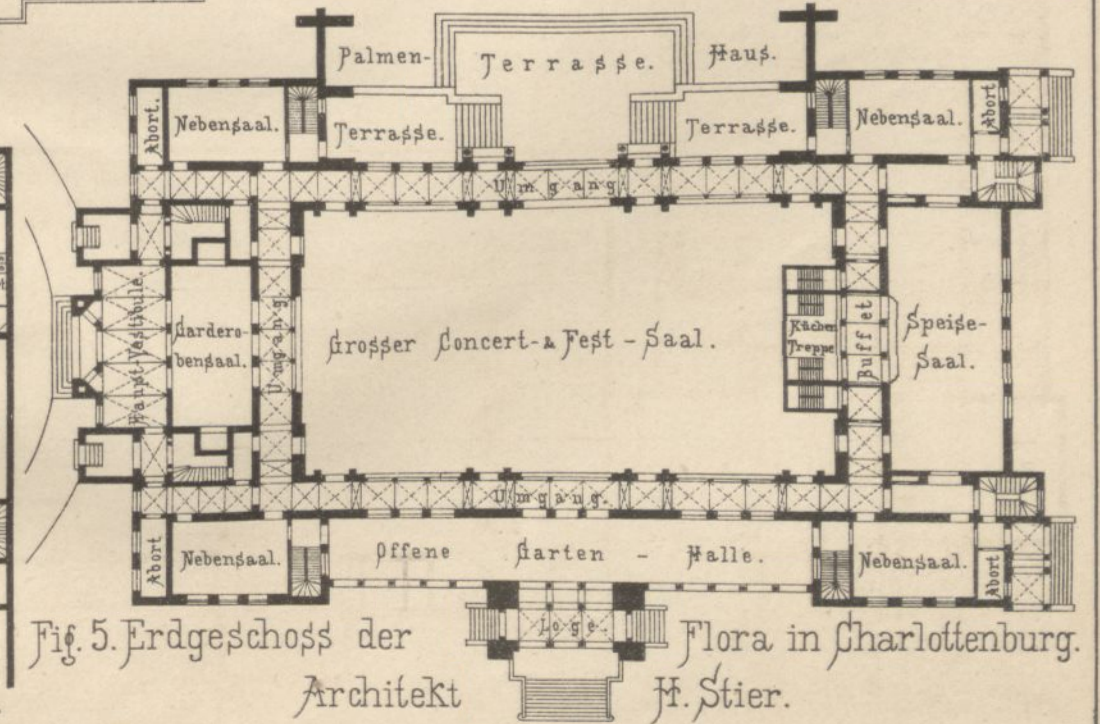 Palmen-
Haus.
Terrasse.
Abort.
Nebensaal.
Terrasse.
Terrasse.
Nebensaal.
Abort
Umgang
Haupt-Vestibule.
Gardero-
bensaal.
Umgang
Grosser Concert-& Fest-Saal.
Küchen
Treppe
Buffet
Speise-
Saal.
Umgang.
Abort
Nebensaal.
Offene Garten - Halle.
Nebensaal.
Abort
Loge
Fig. 5. Erdgeschoss der Flora in Charlottenburg.
Architekt H. Stier.